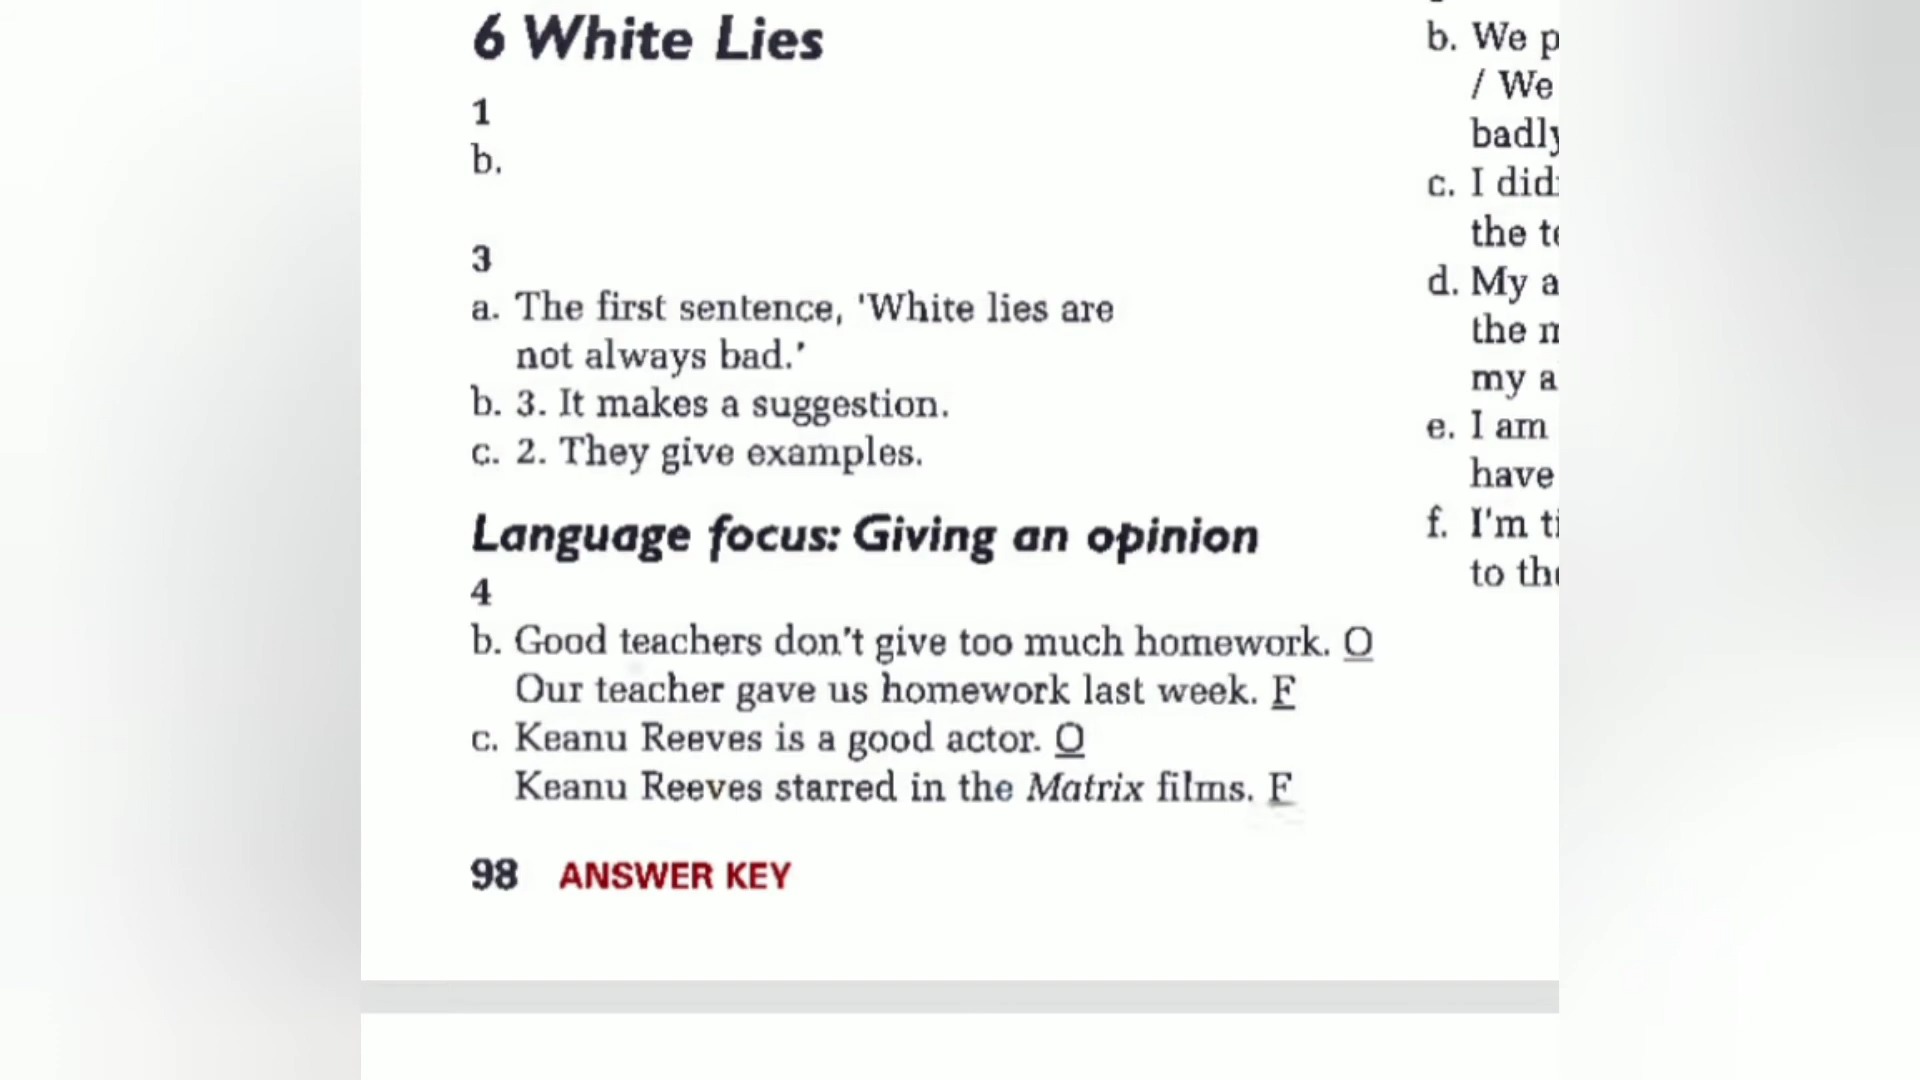 6 White Lies
1
b.
3
a. The first sentence, 'White lies are
not always bad.’
b. 3. It makes a suggestion.
c. 2. They give examples.
Language focus: Giving an opinion
4
b. Good teachers don’t give too much homework. O
Our teacher gave us homework last week. F
c. Keanu Reeves is a good actor. O
Keanu Reeves starred in the Matrix films. F
98 ANSWER KEY
b. We
/ We
badly
c. I
the
d. My
the
my
e. I am
have
f. I'm
to